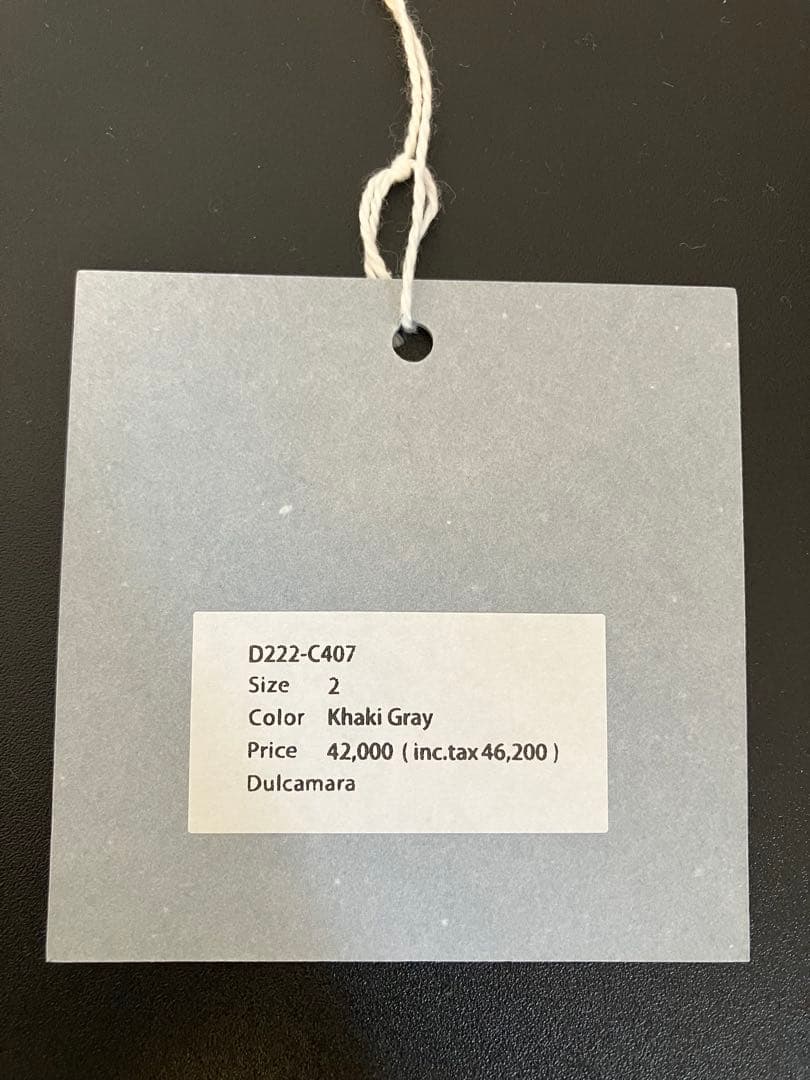 D222-C407
Size 2
Color Khaki Gray
Price 42,000 ( inc.tax 46,200 )
Dulcamara